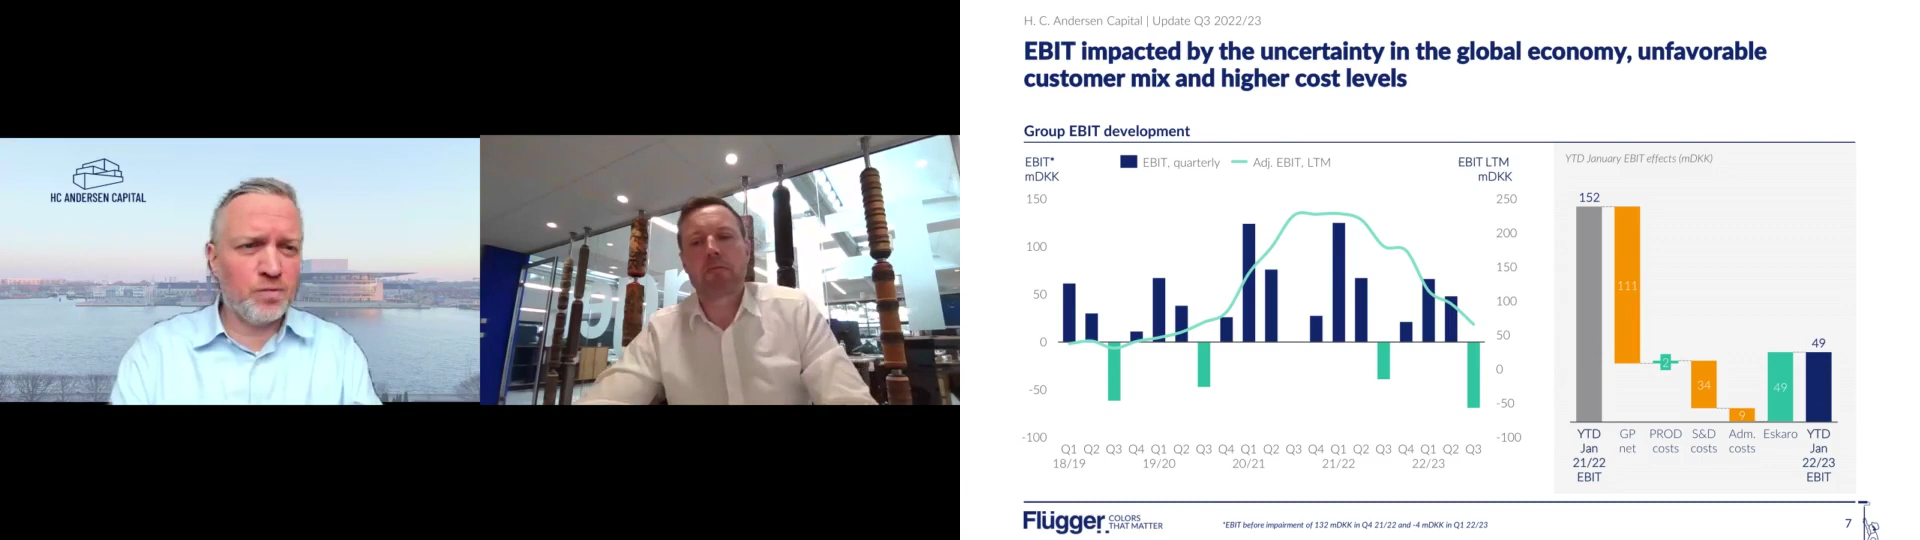 HC ANDERSEN CAPITAL
H. C. Andersen Capital | Update Q3 2022/23
EBIT impacted by the uncertainty in the global economy, unfavorable
customer mix and higher cost levels
Group EBIT development
EBIT*
mDKK
EBIT, quarterly
Adj. EBIT, LTM
EBIT LTM
mDKK
150
100
50
0
-50
-100
250
200
150
100
50
0
-50
-100
Q1 Q2 Q3 Q4 Q1 Q2 Q3 Q4 Q1 Q2 Q3 Q4 Q1 Q2 Q3 Q4 Q1 Q2 Q3
18/19 19/20 20/21 21/22 22/23
YTD January EBIT effects (mDKK)
152
111
2
34
9
49
49
YTD
Jan
21/22
EBIT
GP
net
PROD
costs
S&D
costs
Adm.
costs
Eskaro
YTD
Jan
22/23
EBIT
Flügger COLORS
THAT MATTER
*EBIT before impairment of 132 mDKK in Q4 21/22 and -4 mDKK in Q1 22/23
7